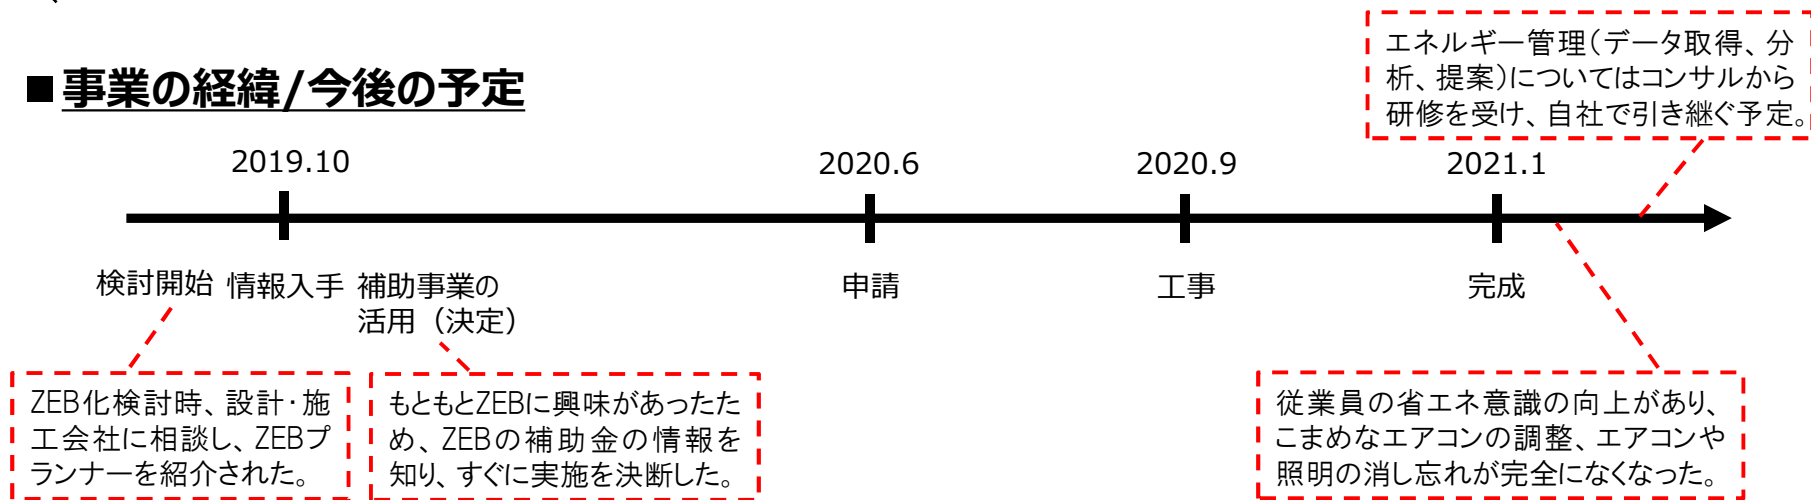 エネルギー管理(データ取得、分
析、提案)についてはコンサルから
研修を受け、自社で引き継ぐ予定。
■事業の経緯/今後の予定
2019.10
2020.6
2020.9
2021.1
検討開始
情報入手
補助事業の
活用（決定）
申請
工事
完成
ZEB化検討時、設計・施
工会社に相談し、ZEBプ
ランナーを紹介された。
もともとZEBに興味があったた
め、ZEBの補助金の情報を
知り、すぐに実施を決断した。
従業員の省エネ意識の向上があり、
こまめなエアコンの調整、エアコンや
照明の消し忘れが完全になくなった。